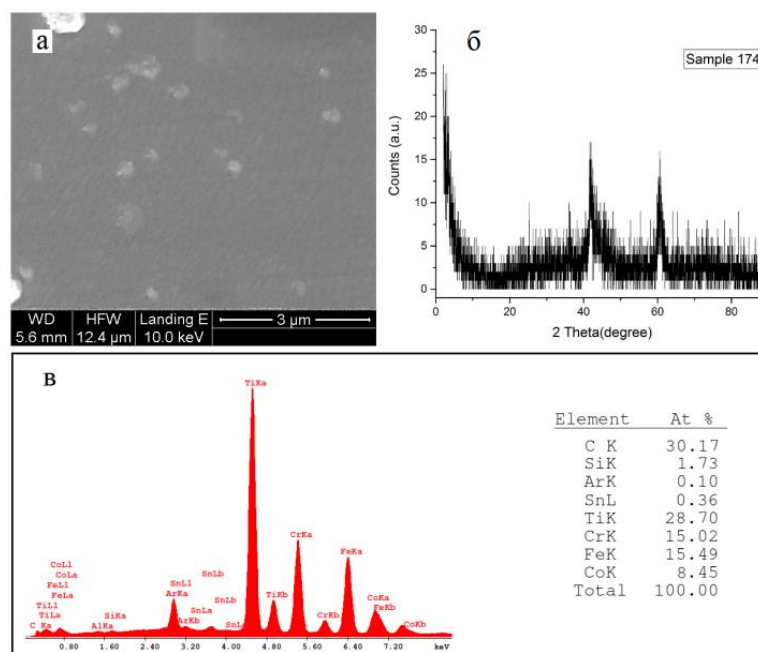 а
WD HFW Landing E
5.6 mm 12.4 µm 10.0 keV 3 µm
б
Sample 174
Counts (a.u.)
30
25
20
15
10
5
0
0 20 40 60 80
2 Theta(degree)
в
TiKa
CrKa
FeKa
CoLl
CoLa
FeLl
FeLa
TiLl
TiLa
C Ka
AlKa
SiKa
SnLl
ArKa
ArKb
SnLa
SnLb
SnLb
SnLa
TiKb
CrKb
CoKa
FeKb
CoKb
0.80 1.60 2.40 3.20 4.00 4.80 5.60 6.40 7.20 keV
Element At %
C K 30.17
SiK 1.73
ArK 0.10
SnL 0.36
TiK 28.70
CrK 15.02
FeK 15.49
CoK 8.45
Total 100.00